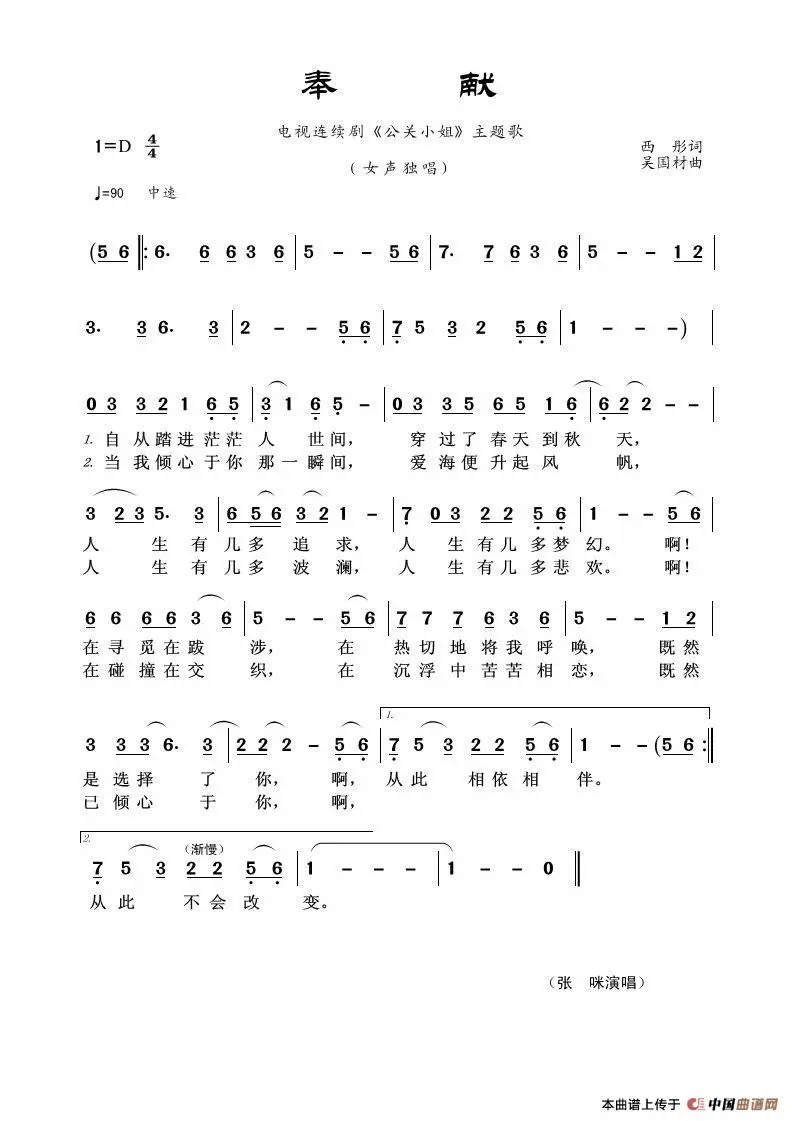 奉 献
电视连续剧《公关小姐》主题歌
1=D 4/4
西 彤词
(女声独唱)
吴国材曲
♩=90 中速
(5 6 ‖: 6. 6 6 3 6 | 5 - - 5 6 | 7. 7 6 3 6 | 5 - - 1 2 |
3. 3 6. 3 | 2 - - 5 6 | 7 5 3 2 5 6 | 1 - - -) |
0 3 3 2 1 6 5 | 3 1 6 5 - | 0 3 3 5 6 5 1 6 | 6 2 2 - - |
1. 自 从踏进茫茫 人 世间, 穿 过了 春天 到秋 天,
2. 当 我倾心于你 那一瞬间, 爱 海便 升起 风 帆,
3 2 3 5. 3 | 6 5 6 3 2 1 - | 7 0 3 2 2 5 6 | 1 - - 5 6 |
人 生 有 几多 追 求, 人 生 有几多梦 幻。 啊!
人 生 有 几多 波 澜, 人 生 有几多悲 欢。 啊!
6 6 6 6 3 6 | 5 - - 5 6 | 7 7 7 6 3 6 | 5 - - 1 2 |
在寻 觅在跋 涉, 在 热切地将我呼 唤, 既然
在碰 撞在交 织, 在 沉浮中苦苦相 恋, 既然
1.
3 3 3 6. 3 | 2 2 2 - 5 6 | 7 5 3 2 2 5 6 | 1 - - (5 6 :‖
是 选择 了 你, 啊, 从此 相依相 伴。
已 倾心 于 你, 啊,
2.
(渐慢)
7 5 3 2 2 5 6 | 1 - - - | 1 - - 0 ‖
从此 不会 改 变。
(张 咪演唱)
本曲谱上传于 中国曲谱网